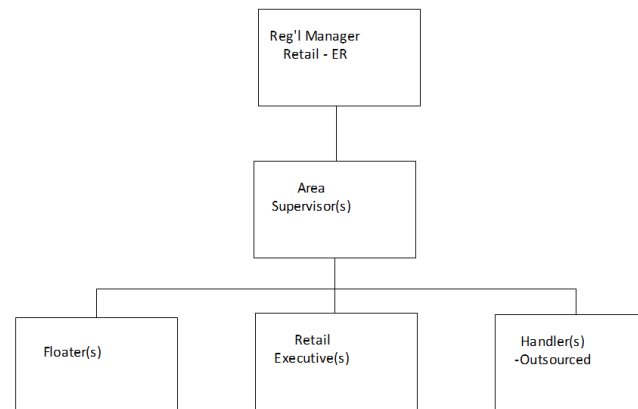 Reg'l Manager
Retail - ER
Area
Supervisor(s)
Floater(s)
Retail
Executive(s)
Handler(s)
-Outsourced